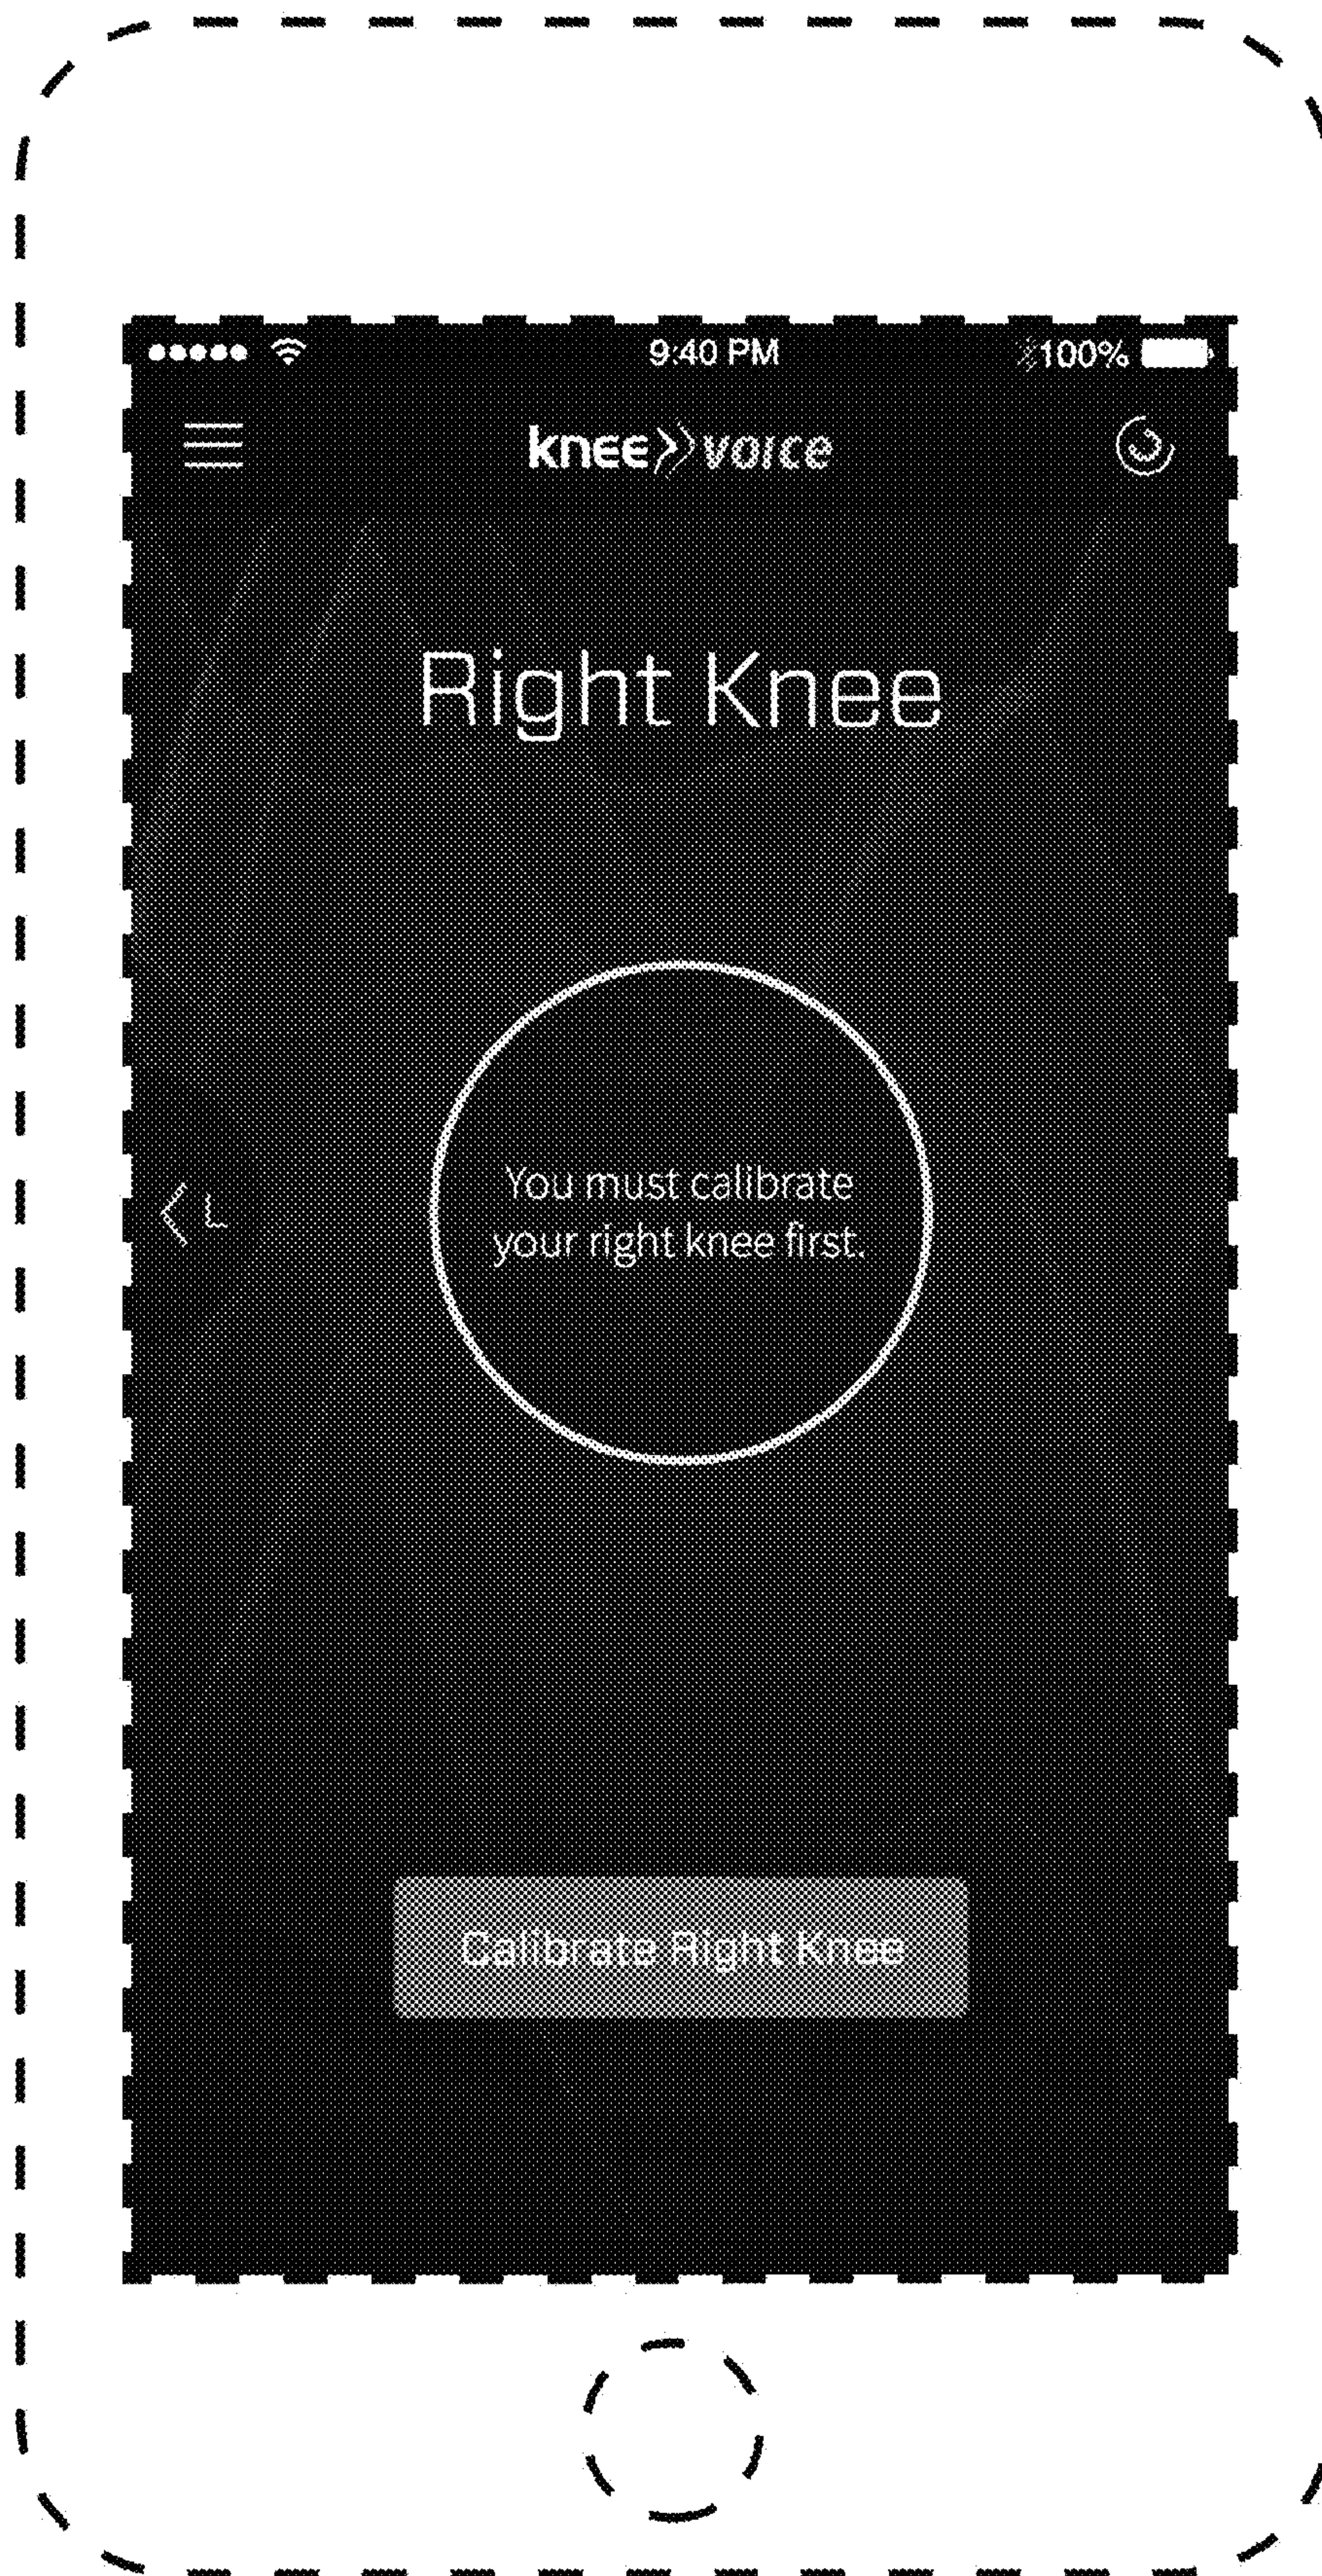 9:40 PM 100%
knee voice
Right Knee
You must calibrate
your right knee first.
L
Calibrate Right Knee